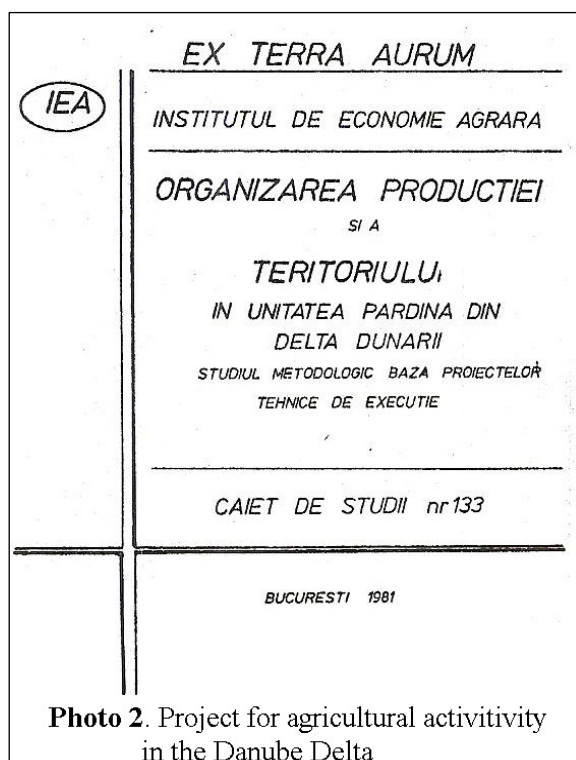 EX TERRA AURUM
IEA
INSTITUTUL DE ECONOMIE AGRARA
ORGANIZAREA PRODUCTIEI
SI A
TERITORIULUI
IN UNITATEA PARDINA DIN
DELTA DUNARII
STUDIUL METODOLOGIC BAZA PROIECTELOR
TEHNICE DE EXECUTIE
CAIET DE STUDII nr 133
BUCURESTI 1981
Photo 2. Project for agricultural activitivity
in the Danube Delta